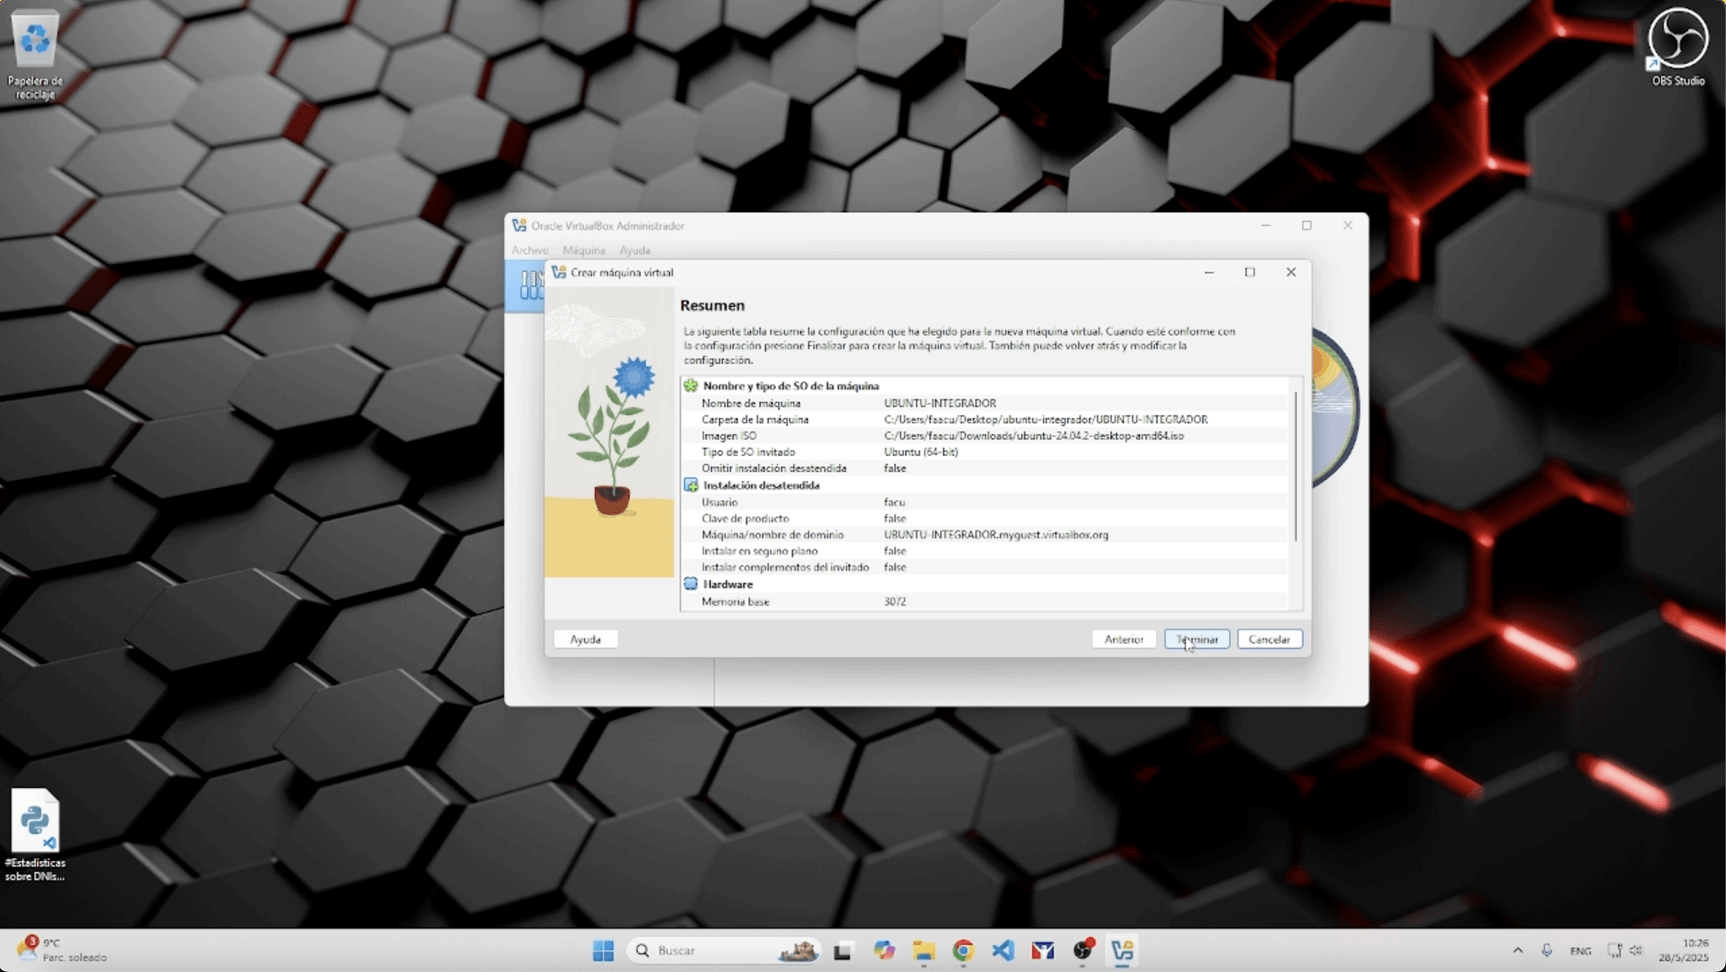 Papelera de
reciclaje
OBS Studio
Oracle VirtualBox Administrador
Archivo Máquina Ayuda
Crear máquina virtual
Resumen
La siguiente tabla resume la configuración que ha elegido para la nueva máquina virtual. Cuando esté conforme con
la configuración presione Finalizar para crear la máquina virtual. También puede volver atrás y modificar la
configuración.
Nombre y tipo de SO de la máquina
Nombre de máquina UBUNTU-INTEGRADOR
Carpeta de la máquina C:/Users/faacu/Desktop/ubuntu-integrador/UBUNTU-INTEGRADOR
Imagen ISO C:/Users/faacu/Downloads/ubuntu-24.04.2-desktop-amd64.iso
Tipo de SO invitado Ubuntu (64-bit)
Omitir instalación desatendida false
Instalación desatendida
Usuario facu
Clave de producto false
Máquina/nombre de dominio UBUNTU-INTEGRADOR.myguest.virtualbox.org
Instalar en seguno plano false
Instalar complementos del invitado false
Hardware
Memoria base 3072
Ayuda Anterior Terminar Cancelar
#Estadisticas
sobre DNIs...
3
9°C
Parc. soleado
Buscar
ENG
10:26
28/5/2025